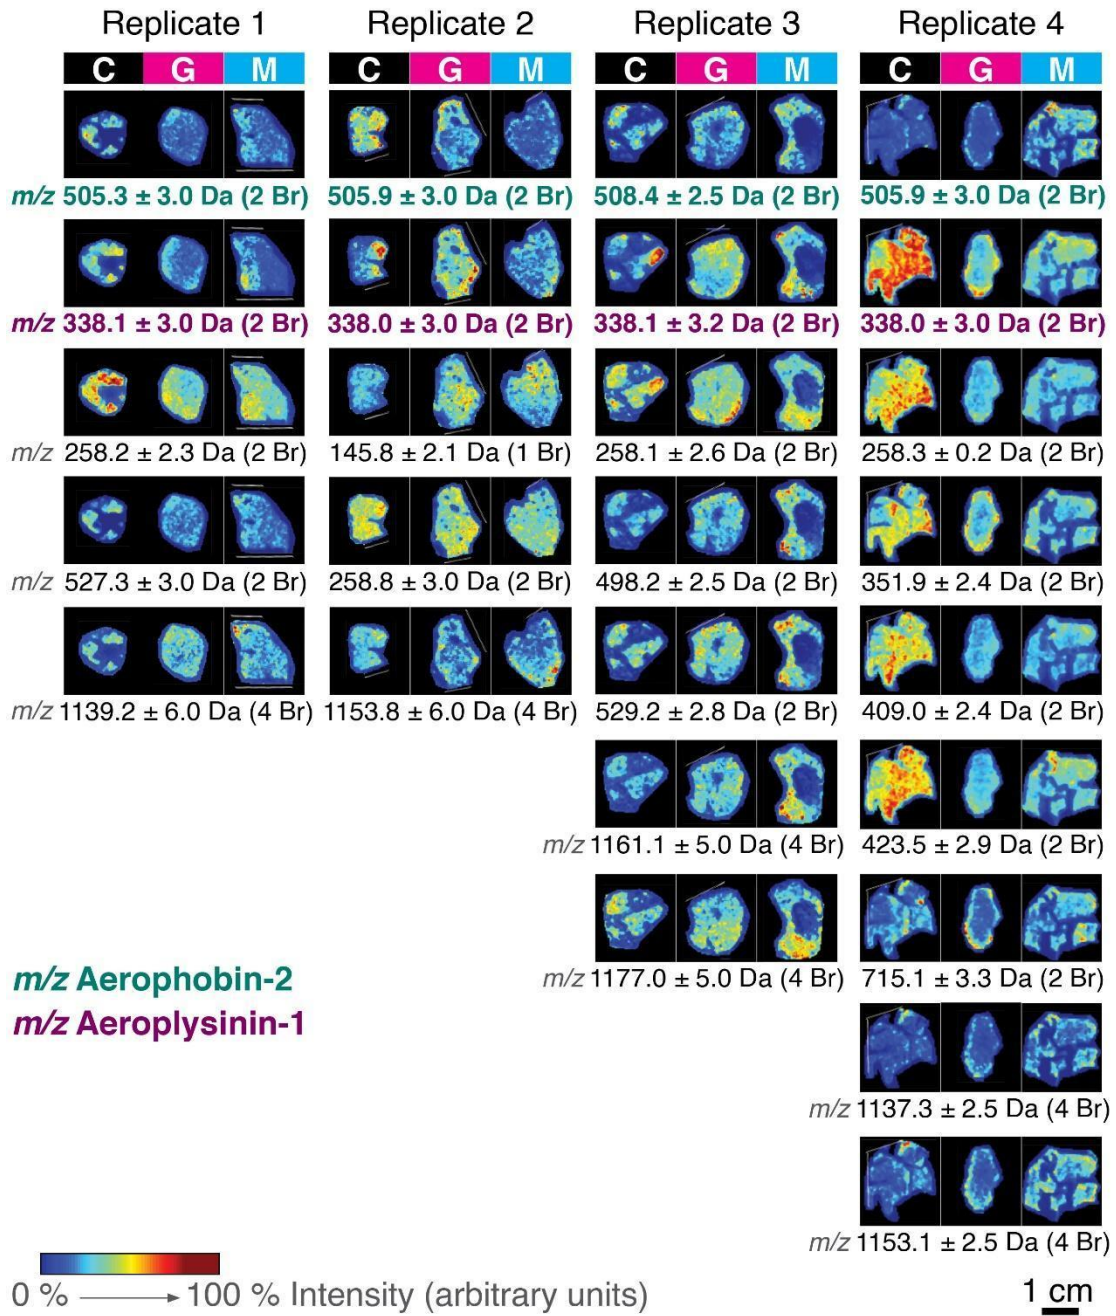 Replicate 1 Replicate 2 Replicate 3 Replicate 4
C G M C G M C G M C G M
m/z 505.3 ± 3.0 Da (2 Br) 505.9 ± 3.0 Da (2 Br) 508.4 ± 2.5 Da (2 Br) 505.9 ± 3.0 Da (2 Br)
m/z 338.1 ± 3.0 Da (2 Br) 338.0 ± 3.0 Da (2 Br) 338.1 ± 3.2 Da (2 Br) 338.0 ± 3.0 Da (2 Br)
m/z 258.2 ± 2.3 Da (2 Br) 145.8 ± 2.1 Da (1 Br) 258.1 ± 2.6 Da (2 Br) 258.3 ± 0.2 Da (2 Br)
m/z 527.3 ± 3.0 Da (2 Br) 258.8 ± 3.0 Da (2 Br) 498.2 ± 2.5 Da (2 Br) 351.9 ± 2.4 Da (2 Br)
m/z 1139.2 ± 6.0 Da (4 Br) 1153.8 ± 6.0 Da (4 Br) 529.2 ± 2.8 Da (2 Br) 409.0 ± 2.4 Da (2 Br)
m/z 1161.1 ± 5.0 Da (4 Br) 423.5 ± 2.9 Da (2 Br)
m/z 1177.0 ± 5.0 Da (4 Br) 715.1 ± 3.3 Da (2 Br)
m/z Aerophobin-2
m/z Aeroplysinin-1
m/z 1137.3 ± 2.5 Da (4 Br)
m/z 1153.1 ± 2.5 Da (4 Br)
0 % → 100 % Intensity (arbitrary units) 1 cm